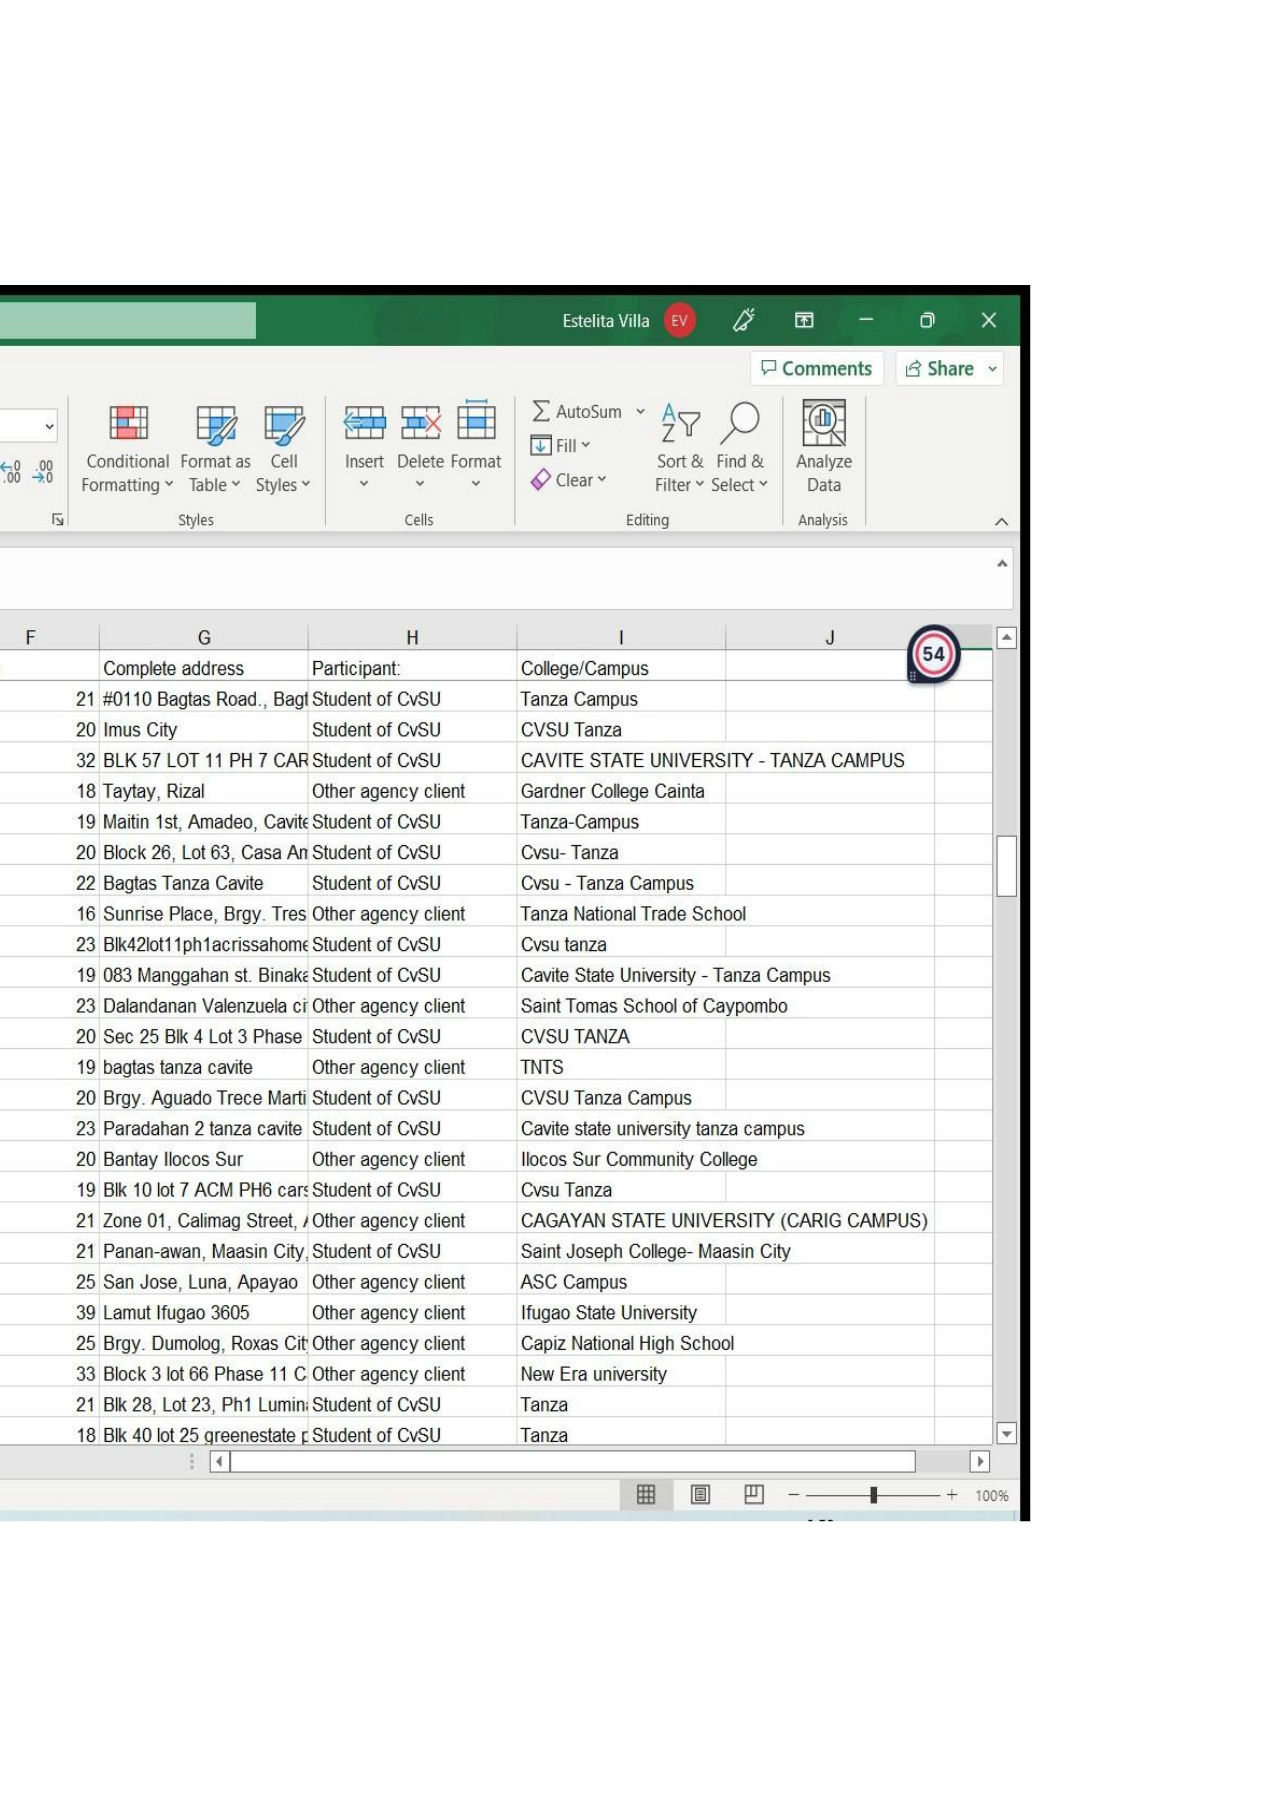 Estelita Villa EV
Comments Share
AutoSum
Fill
Clear
Conditional Formatting Format as Table Cell Styles Insert Delete Format Sort & Filter Find & Select Analyze Data
Styles Cells Editing Analysis
F G H I J
54
Complete address Participant: College/Campus
21 #0110 Bagtas Road., Bagt Student of CvSU Tanza Campus
20 Imus City Student of CvSU CVSU Tanza
32 BLK 57 LOT 11 PH 7 CAR Student of CvSU CAVITE STATE UNIVERSITY - TANZA CAMPUS
18 Taytay, Rizal Other agency client Gardner College Cainta
19 Maitin 1st, Amadeo, Cavite Student of CvSU Tanza-Campus
20 Block 26, Lot 63, Casa Am Student of CvSU Cvsu- Tanza
22 Bagtas Tanza Cavite Student of CvSU Cvsu - Tanza Campus
16 Sunrise Place, Brgy. Tres Other agency client Tanza National Trade School
23 Blk42lot11ph1acrissahome Student of CvSU Cvsu tanza
19 083 Manggahan st. Binaka Student of CvSU Cavite State University - Tanza Campus
23 Dalandanan Valenzuela ci Other agency client Saint Tomas School of Caypombo
20 Sec 25 Blk 4 Lot 3 Phase Student of CvSU CVSU TANZA
19 bagtas tanza cavite Other agency client TNTS
20 Brgy. Aguado Trece Marti Student of CvSU CVSU Tanza Campus
23 Paradahan 2 tanza cavite Student of CvSU Cavite state university tanza campus
20 Bantay Ilocos Sur Other agency client Ilocos Sur Community College
19 Blk 10 lot 7 ACM PH6 cars Student of CvSU Cvsu Tanza
21 Zone 01, Calimag Street, Other agency client CAGAYAN STATE UNIVERSITY (CARIG CAMPUS)
21 Panan-awan, Maasin City, Student of CvSU Saint Joseph College- Maasin City
25 San Jose, Luna, Apayao Other agency client ASC Campus
39 Lamut Ifugao 3605 Other agency client Ifugao State University
25 Brgy. Dumolog, Roxas City Other agency client Capiz National High School
33 Block 3 lot 66 Phase 11 C Other agency client New Era university
21 Blk 28, Lot 23, Ph1 Lumina Student of CvSU Tanza
18 Blk 40 lot 25 greenestate p Student of CvSU Tanza
100%